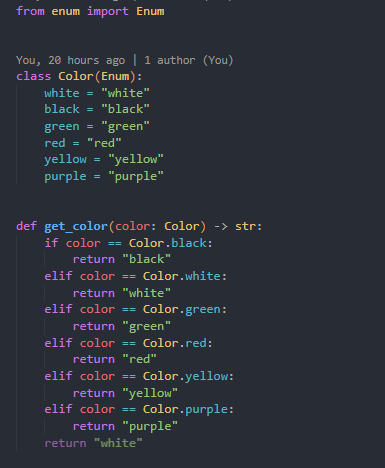 from enum import Enum
You, 20 hours ago | 1 author (You)
class Color(Enum):
    white = "white"
    black = "black"
    green = "green"
    red = "red"
    yellow = "yellow"
    purple = "purple"
def get_color(color: Color) -> str:
    if color == Color.black:
        return "black"
    elif color == Color.white:
        return "white"
    elif color == Color.green:
        return "green"
    elif color == Color.red:
        return "red"
    elif color == Color.yellow:
        return "yellow"
    elif color == Color.purple:
        return "purple"
    return "white"